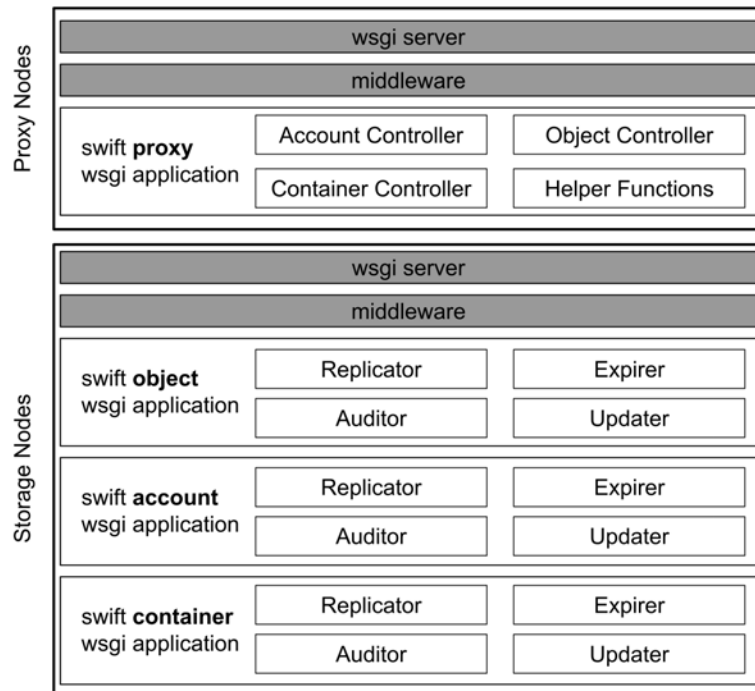 Proxy Nodes
wsgi server
middleware
swift proxy
wsgi application
Account Controller
Object Controller
Container Controller
Helper Functions
Storage Nodes
wsgi server
middleware
swift object
wsgi application
Replicator
Expirer
Auditor
Updater
swift account
wsgi application
Replicator
Expirer
Auditor
Updater
swift container
wsgi application
Replicator
Expirer
Auditor
Updater